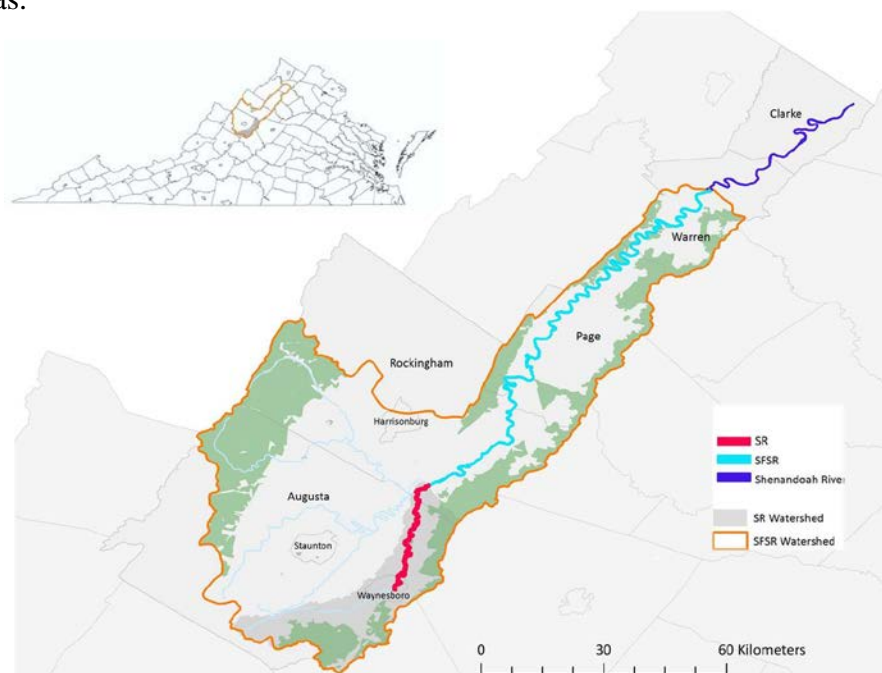 Clarke
Warren
Page
Rockingham
Harrisonburg
Augusta
Staunton
Waynesboro
SR
SFSR
Shenandoah River
SR Watershed
SFSR Watershed
0 30 60 Kilometers